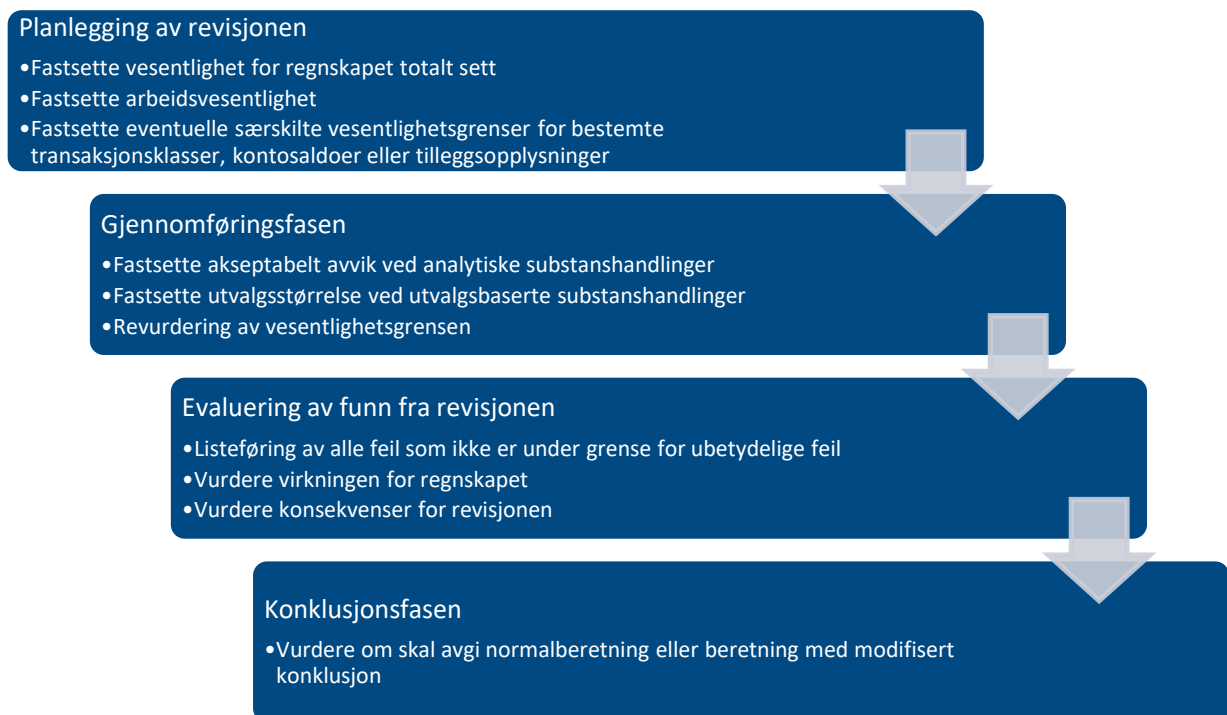 Planlegging av revisjonen
•Fastsette vesentlighet for regnskapet totalt sett
•Fastsette arbeidsvesentlighet
•Fastsette eventuelle særskilte vesentlighetsgrenser for bestemte
transaksjonsklasser, kontosaldoer eller tilleggsopplysninger
Gjennomføringsfasen
•Fastsette akseptabelt avvik ved analytiske substanshandlinger
•Fastsette utvalgsstørrelse ved utvalgsbaserte substanshandlinger
•Revurdering av vesentlighetsgrensen
Evaluering av funn fra revisjonen
•Listeføring av alle feil som ikke er under grense for ubetydelige feil
•Vurdere virkningen for regnskapet
•Vurdere konsekvenser for revisjonen
Konklusjonsfasen
•Vurdere om skal avgi normalberetning eller beretning med modifisert
konklusjon